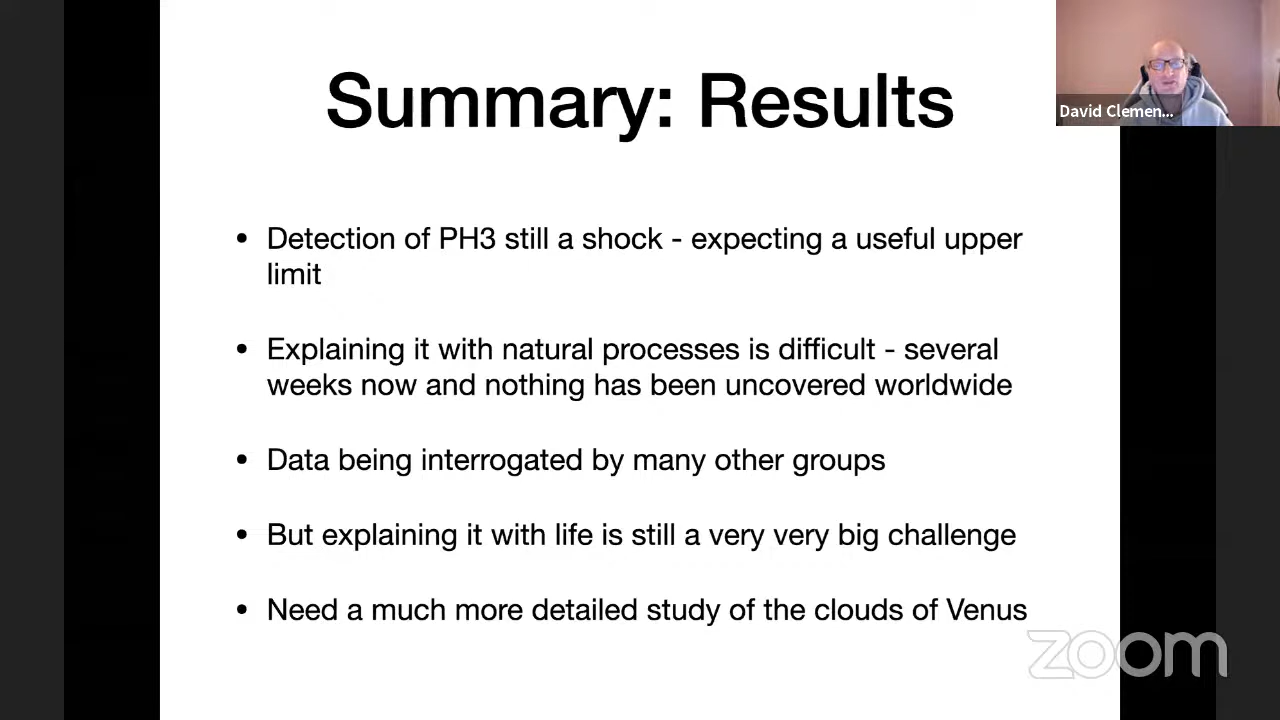 Summary: Results
David Clemen...
• Detection of PH3 still a shock - expecting a useful upper
limit
• Explaining it with natural processes is difficult - several
weeks now and nothing has been uncovered worldwide
• Data being interrogated by many other groups
• But explaining it with life is still a very very big challenge
• Need a much more detailed study of the clouds of Venus
zoom